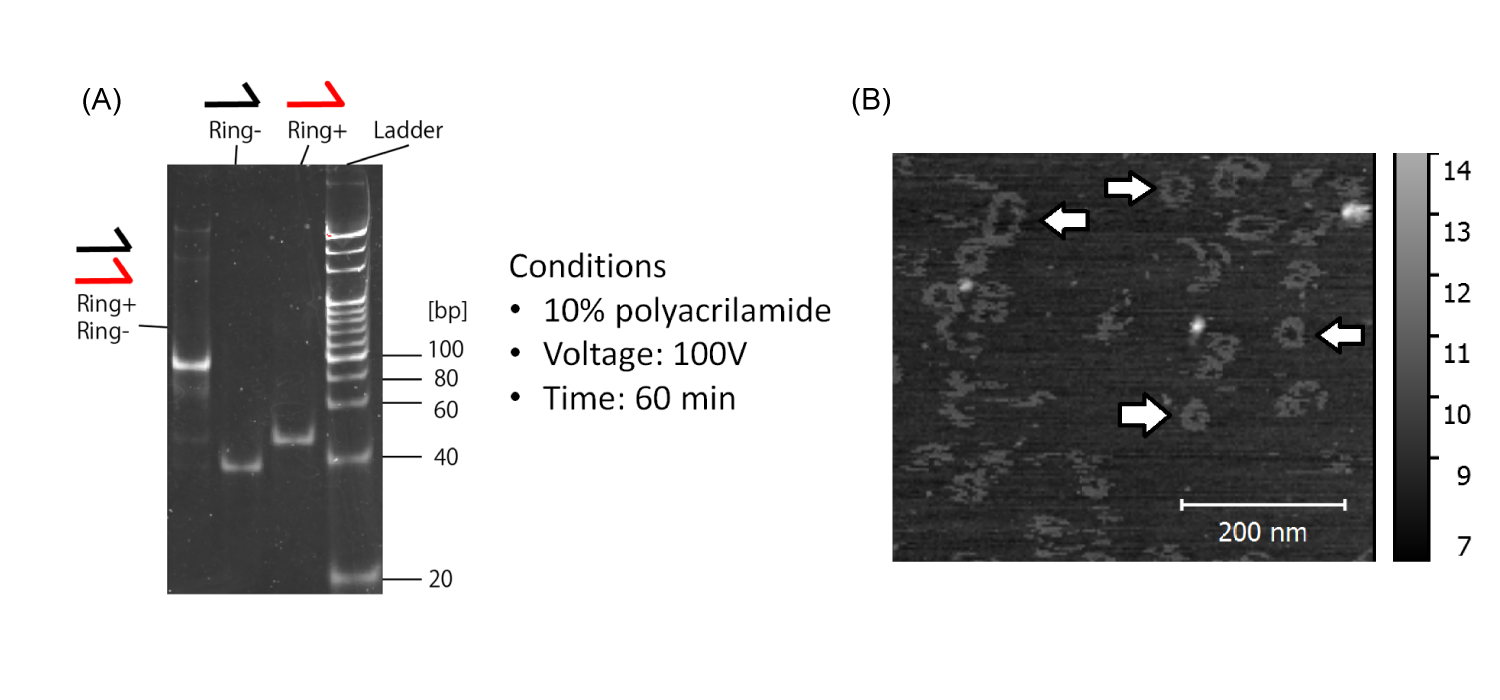 (A)
Ring-
Ring+
Ladder
Ring+
Ring-
[bp]
100
80
60
40
20
Conditions
• 10% polyacrilamide
• Voltage: 100V
• Time: 60 min
(B)
200 nm
14
13
12
11
10
9
7